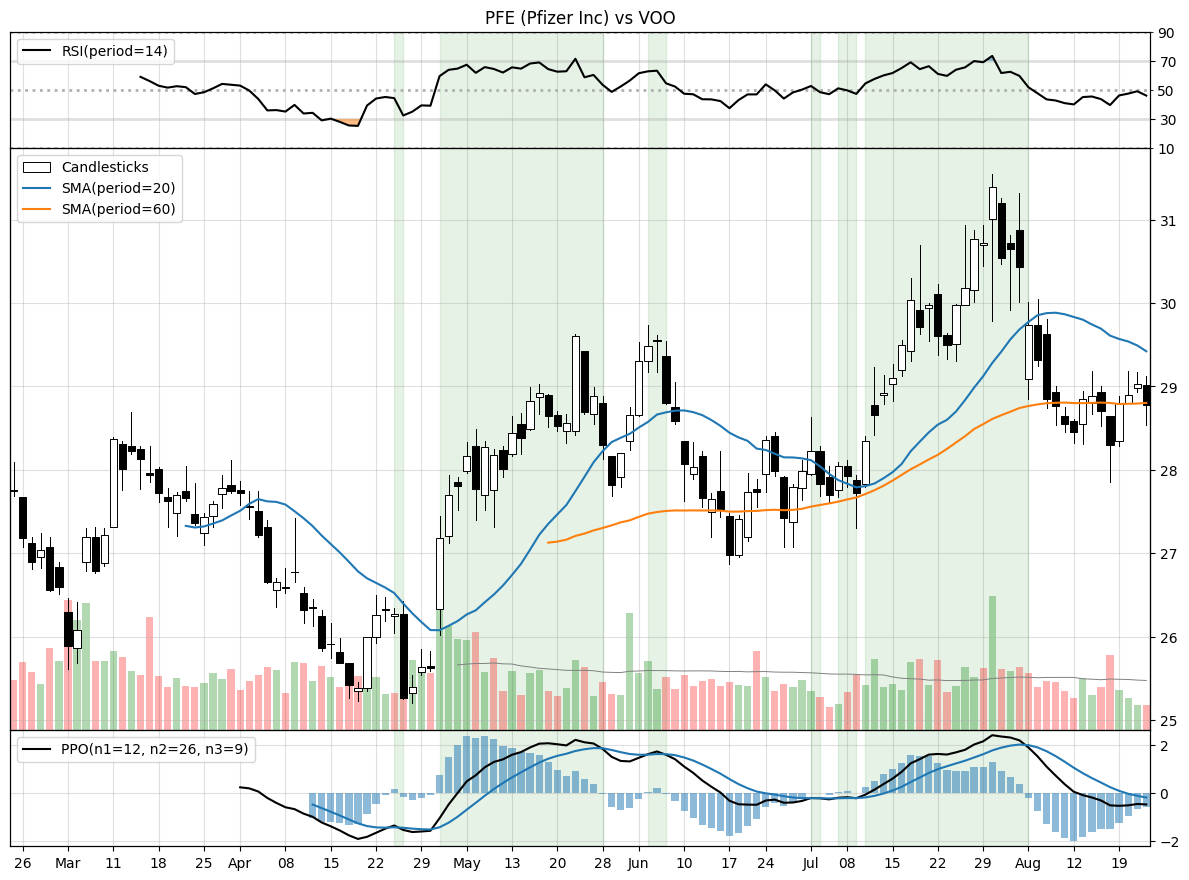 PFE (Pfizer Inc) vs VOO
RSI(period=14)
90
70
50
30
10
Candlesticks
SMA(period=20)
SMA(period=60)
31
30
29
28
27
26
25
PPO(n1=12, n2=26, n3=9)
2
0
−2
26 Mar 11 18 25 Apr 08 15 22 29 May 13 20 28 Jun 10 17 24 Jul 08 15 22 29 Aug 12 19